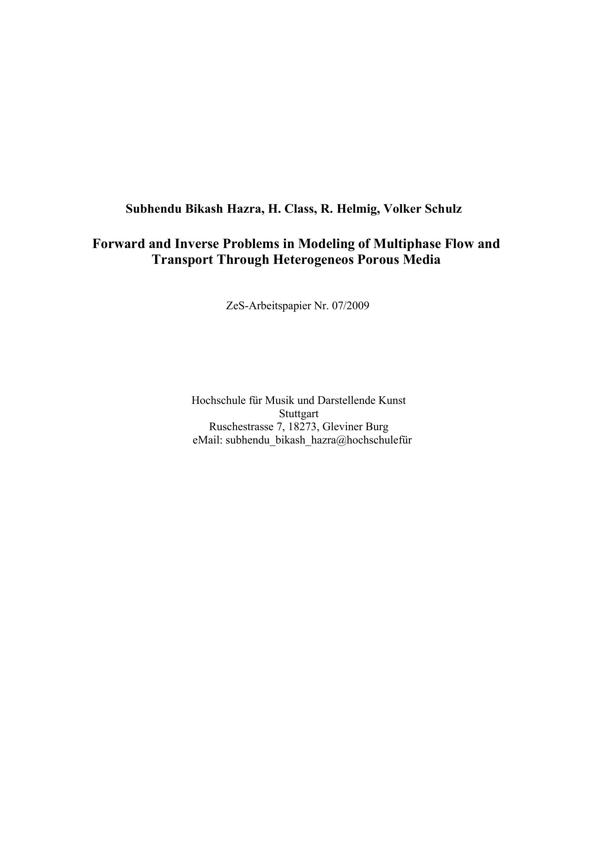 Subhendu Bikash Hazra, H. Class, R. Helmig, Volker Schulz
Forward and Inverse Problems in Modeling of Multiphase Flow and
Transport Through Heterogeneos Porous Media
ZeS-Arbeitspapier Nr. 07/2009
Hochschule für Musik und Darstellende Kunst
Stuttgart
Ruschestrasse 7, 18273, Gleviner Burg
eMail: subhendu_bikash_hazra@hochschulefür